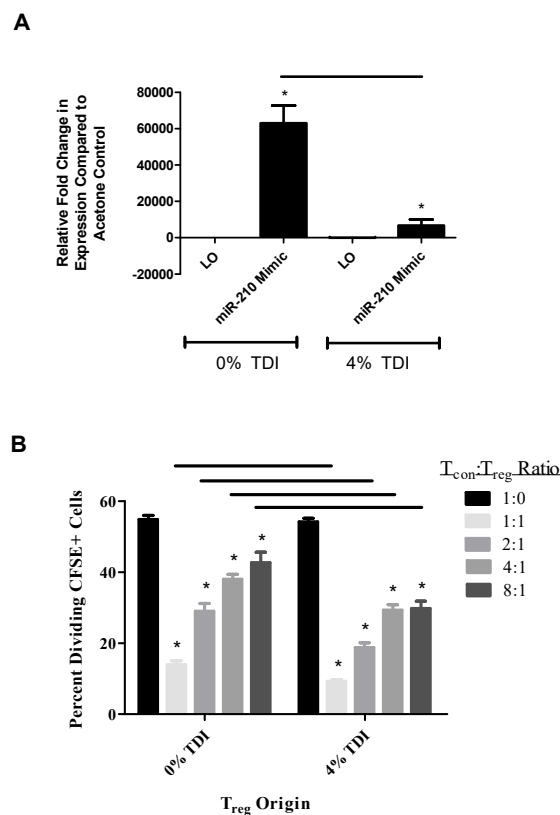 A
Relative Fold Change in
Expression Compared to
Acetone Control
80000
60000
40000
20000
0
-20000
*
*
LO
miR-210 Mimic
LO
miR-210 Mimic
0% TDI
4% TDI
B
Percent Dividing CFSE+ Cells
60
40
20
0
*
*
*
*
*
*
*
*
0% TDI
4% TDI
Treg Origin
Tcon:Treg Ratio
1:0
1:1
2:1
4:1
8:1